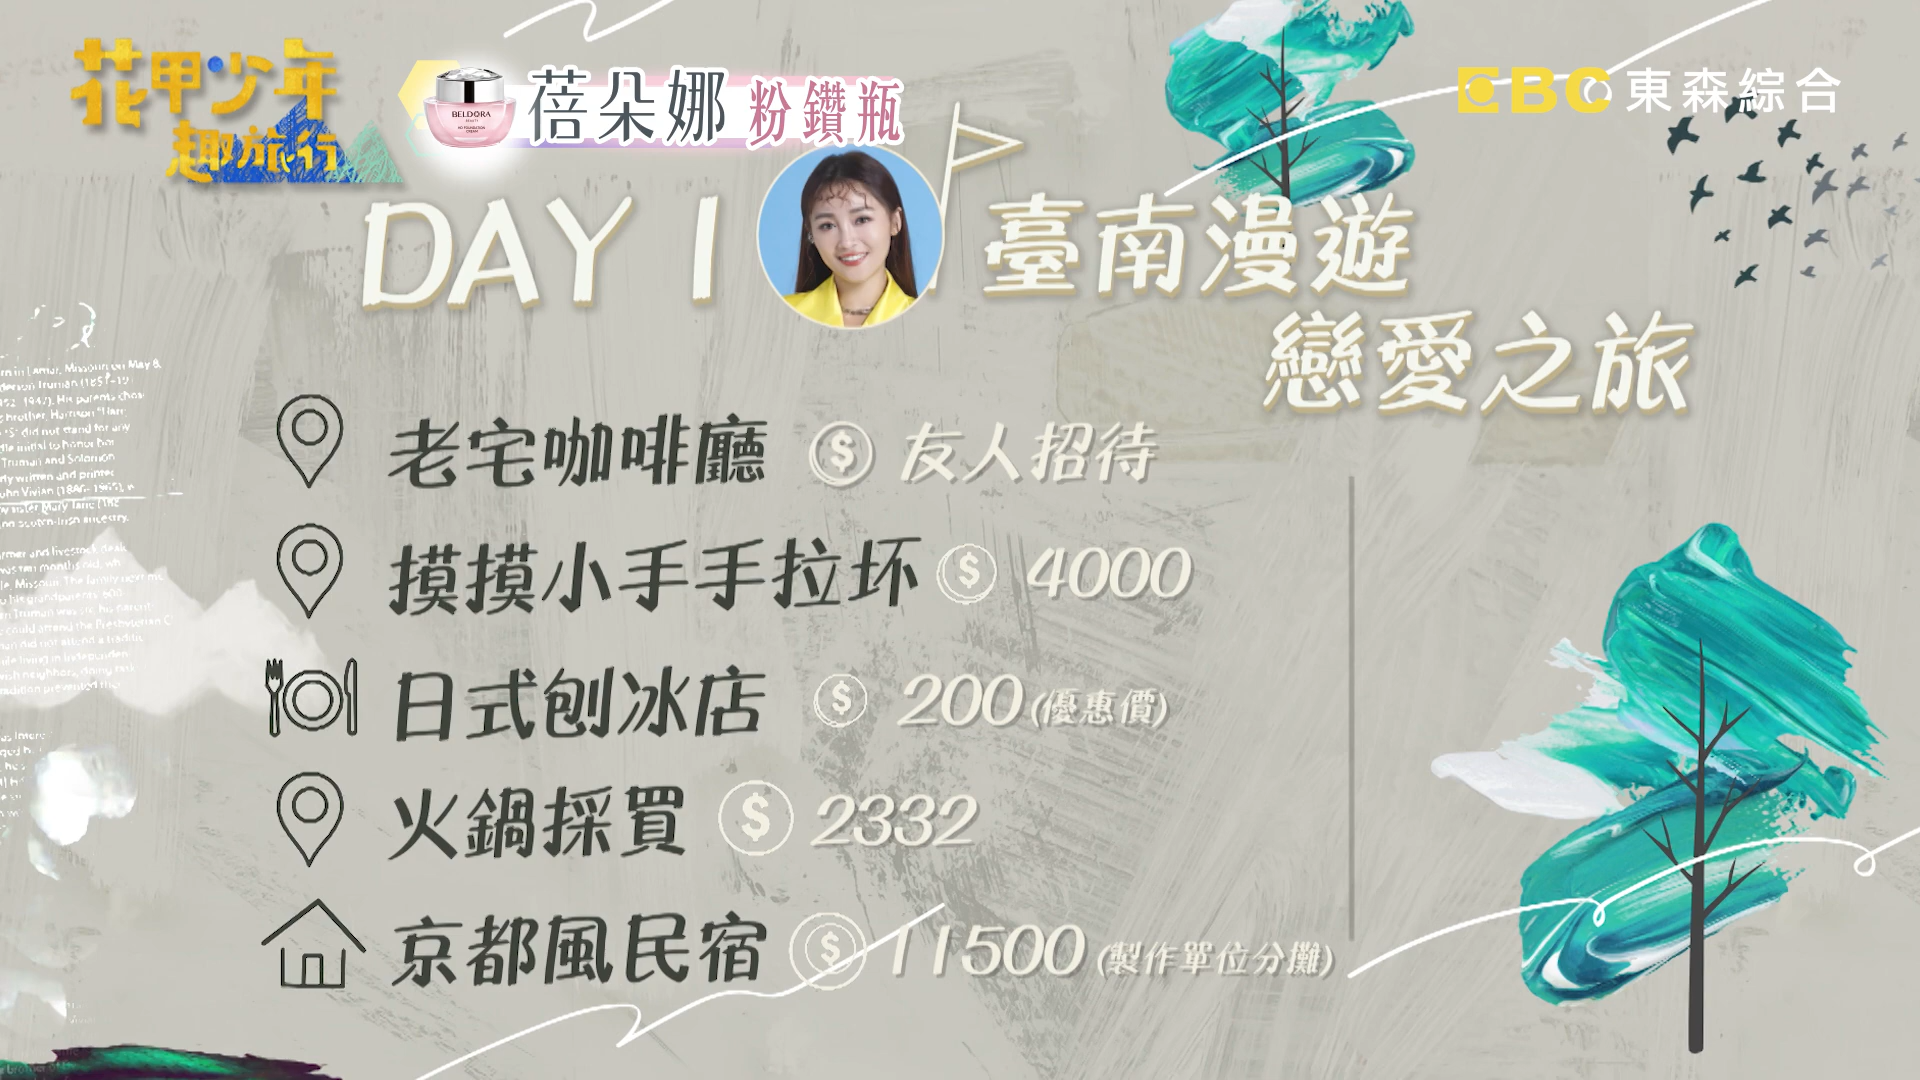 花甲少年
趣旅行
BELDORA
蓓朵娜 粉鑽瓶
EBC 東森綜合
DAY 1 臺南漫遊
戀愛之旅
老宅咖啡廳 $ 友人招待
摸摸小手手拉坏 $ 4000
日式刨冰店 $ 200 (優惠價)
火鍋採買 $ 2332
京都風民宿 $ 11500 (製作單位分攤)